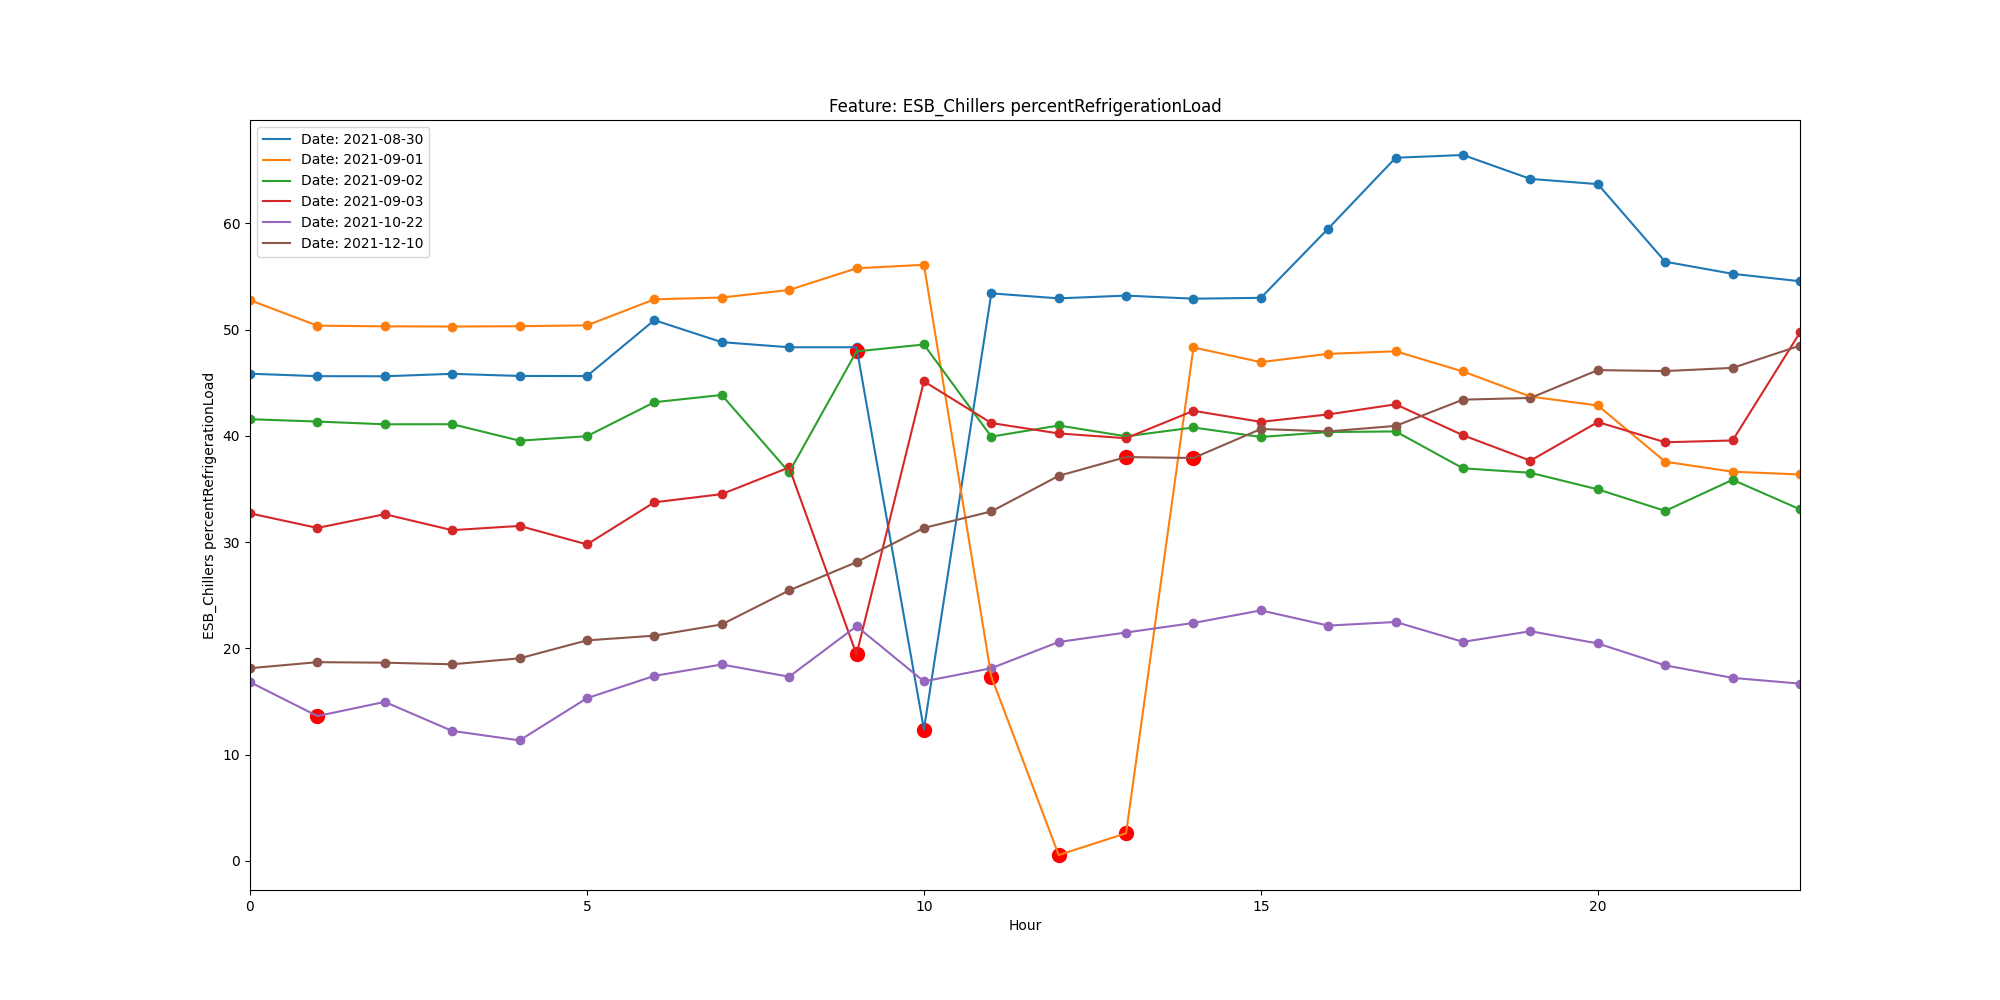 Feature: ESB_Chillers percentRefrigerationLoad
Date: 2021-08-30
Date: 2021-09-01
Date: 2021-09-02
Date: 2021-09-03
Date: 2021-10-22
Date: 2021-12-10
ESB_Chillers percentRefrigerationLoad
60
50
40
30
20
10
0
0 5 10 15 20
Hour